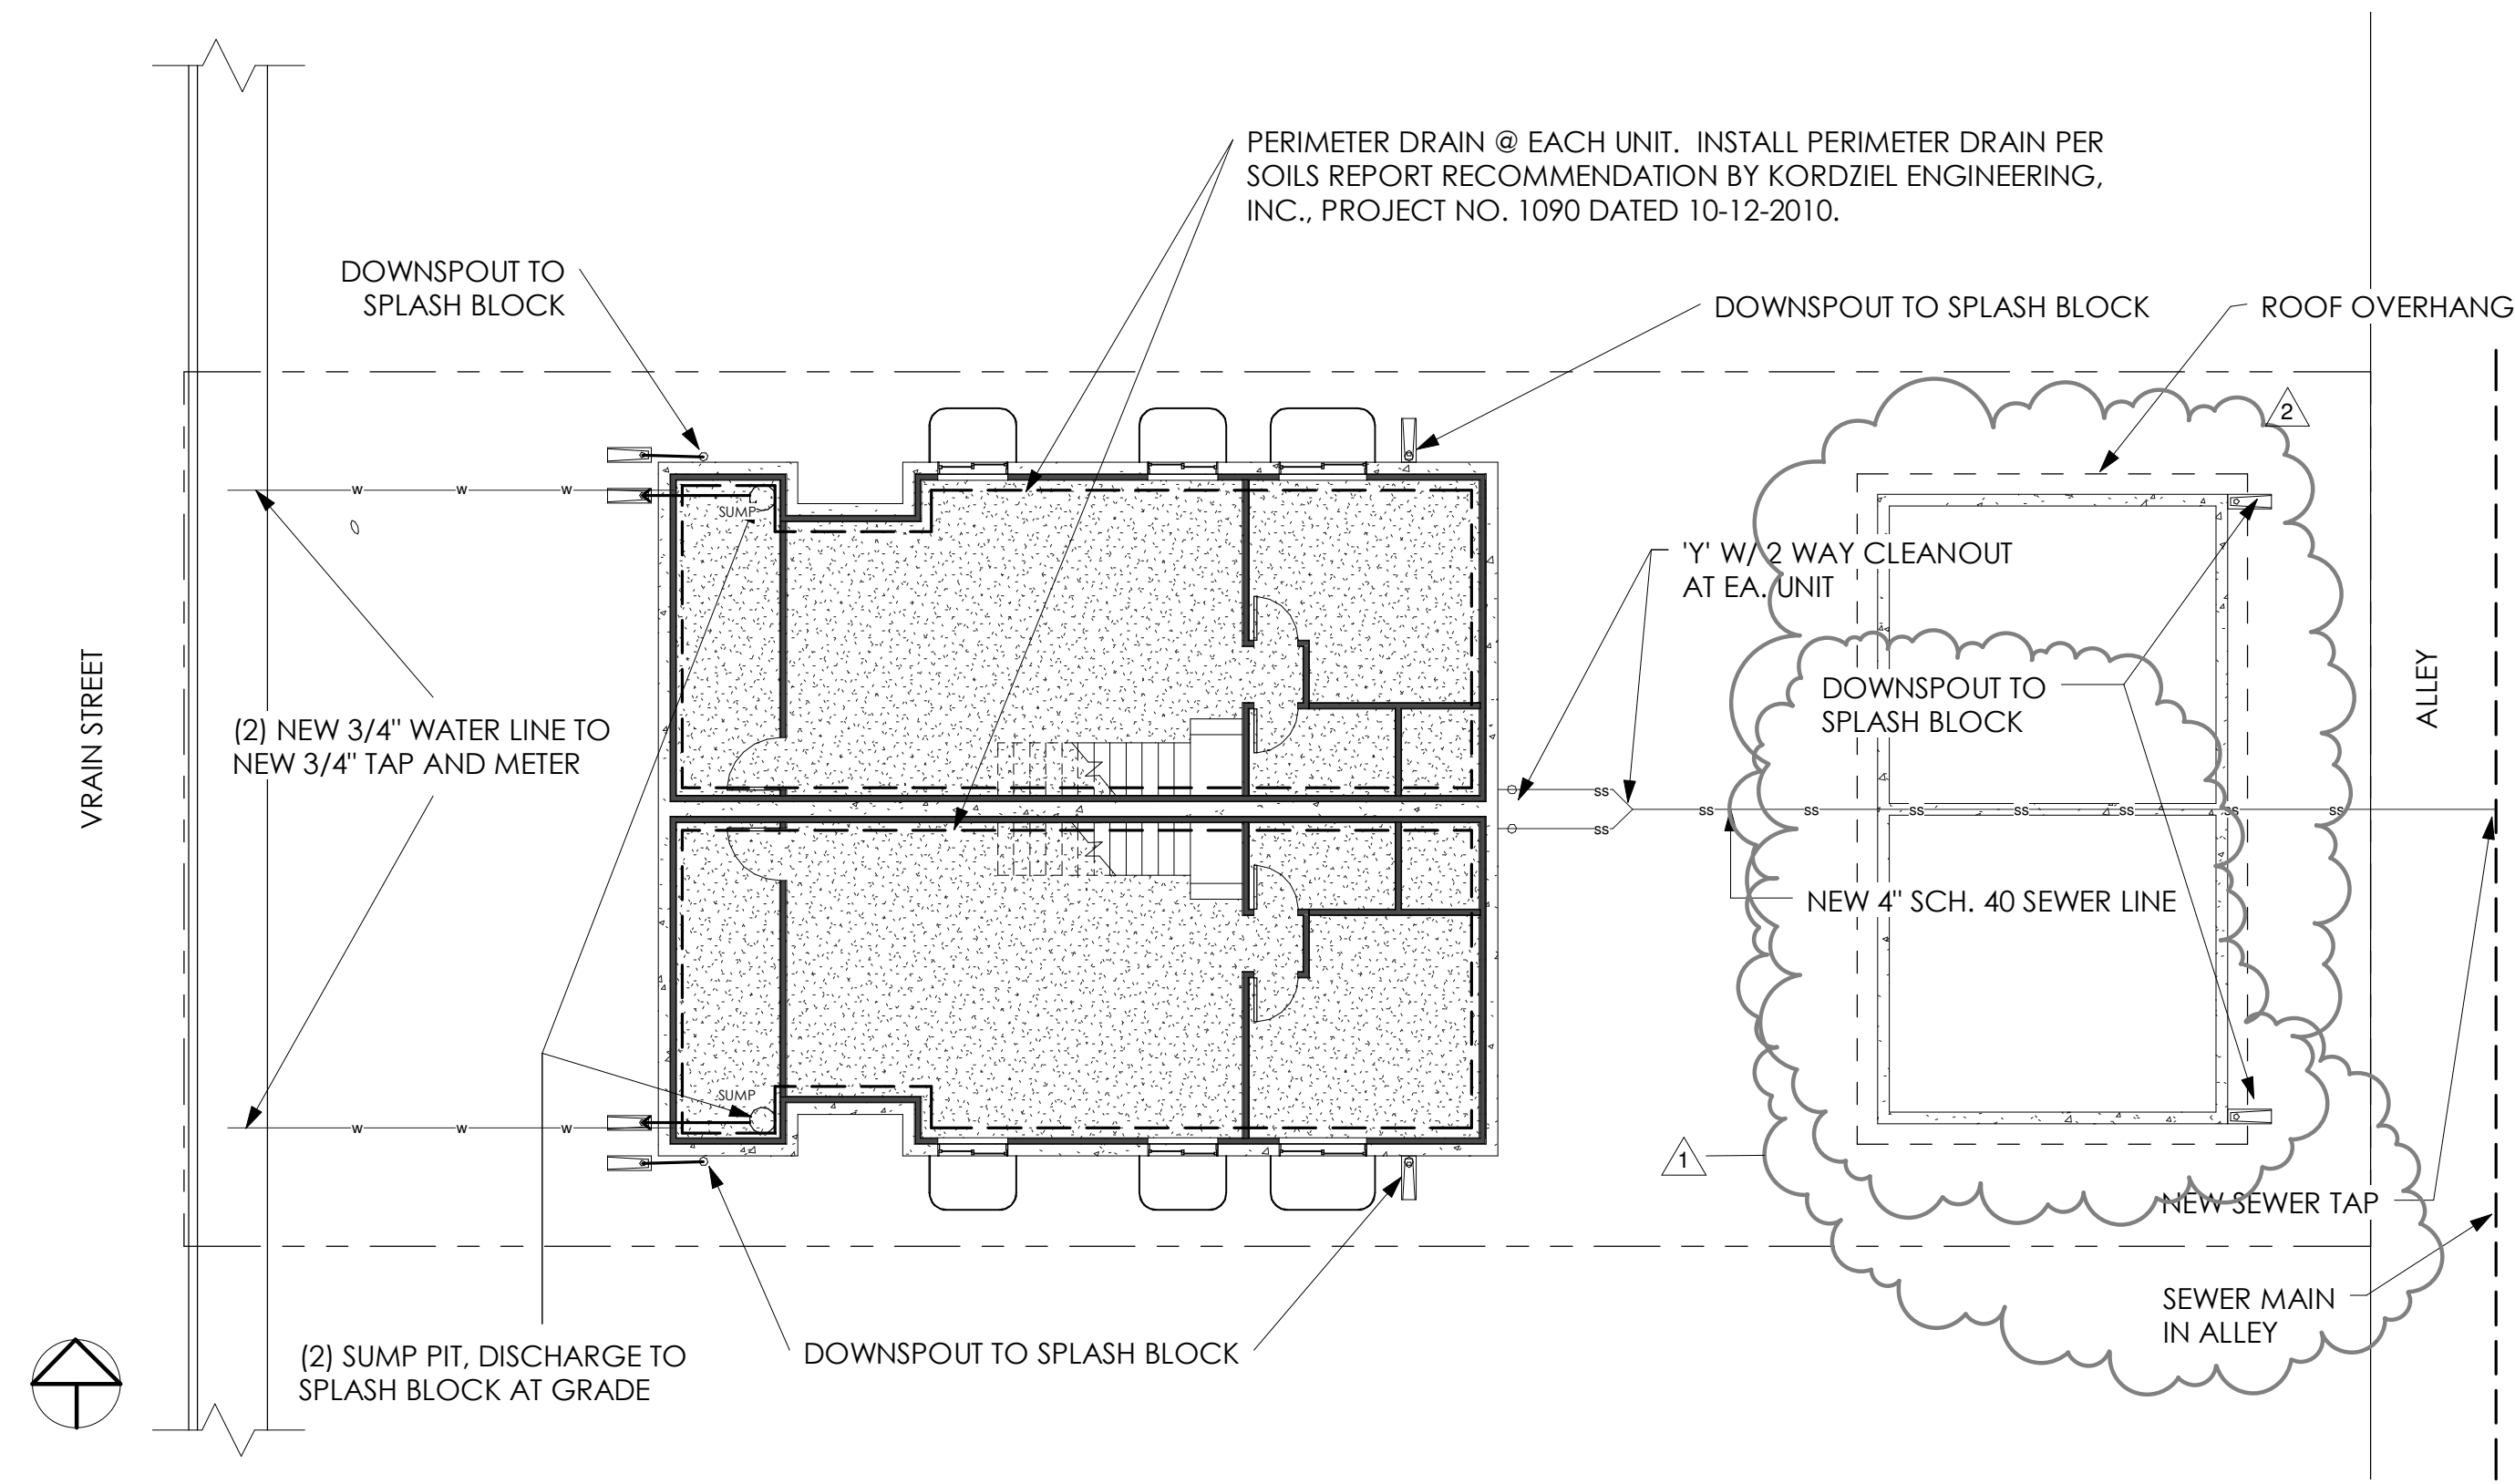 PERIMETER DRAIN @ EACH UNIT. INSTALL PERIMETER DRAIN PER
SOILS REPORT RECOMMENDATION BY KORDZIEL ENGINEERING,
INC., PROJECT NO. 1090 DATED 10-12-2010.
DOWNSPOUT TO
SPLASH BLOCK
DOWNSPOUT TO SPLASH BLOCK
ROOF OVERHANG
2
W W W
SUMP
'Y' W/ 2 WAY CLEANOUT
AT EA. UNIT
VRAIN STREET
(2) NEW 3/4" WATER LINE TO
NEW 3/4" TAP AND METER
DOWNSPOUT TO
SPLASH BLOCK
ALLEY
SS
SS SS SS SS SS SS SS
SS
NEW 4" SCH. 40 SEWER LINE
SUMP
W W W
1
NEW SEWER TAP
SEWER MAIN
IN ALLEY
(2) SUMP PIT, DISCHARGE TO
SPLASH BLOCK AT GRADE
DOWNSPOUT TO SPLASH BLOCK